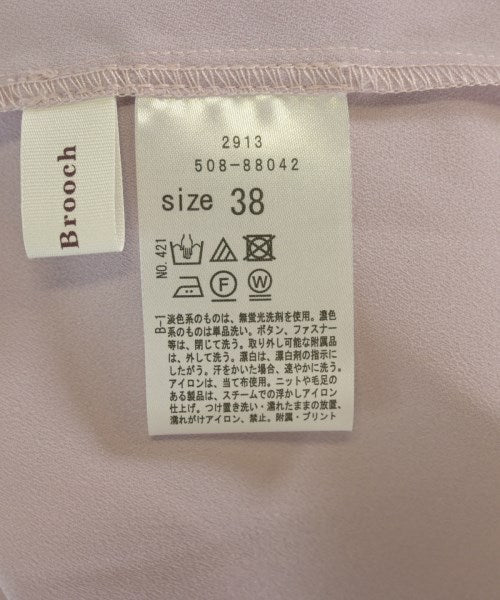 Brooch
2913
508-88042
size 38
NO.421
F
W
B-1
淡色系のものは、無蛍光洗剤を使用。濃色
系のものは単品洗い。ボタン、ファスナー
等は、閉じて洗う。取り外し可能な附属品
は、外して洗う。漂白は、漂白剤の指示に
したがう。汗をかいた場合、速やかに洗う。
アイロンは、当て布使用。ニットや毛足の
ある製品は、スチームでの浮かしアイロン
仕上げ。つけ置き洗い・濡れたままの放置、
濡れがけアイロン、禁止。附属・プリント